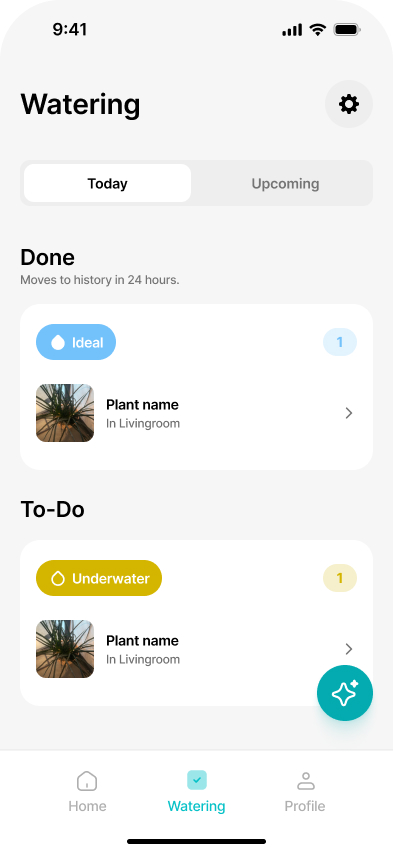 9:41
Watering
Today
Upcoming
Done
Moves to history in 24 hours.
Ideal
1
Plant name
In Livingroom
To-Do
Underwater
1
Plant name
In Livingroom
Home
Watering
Profile